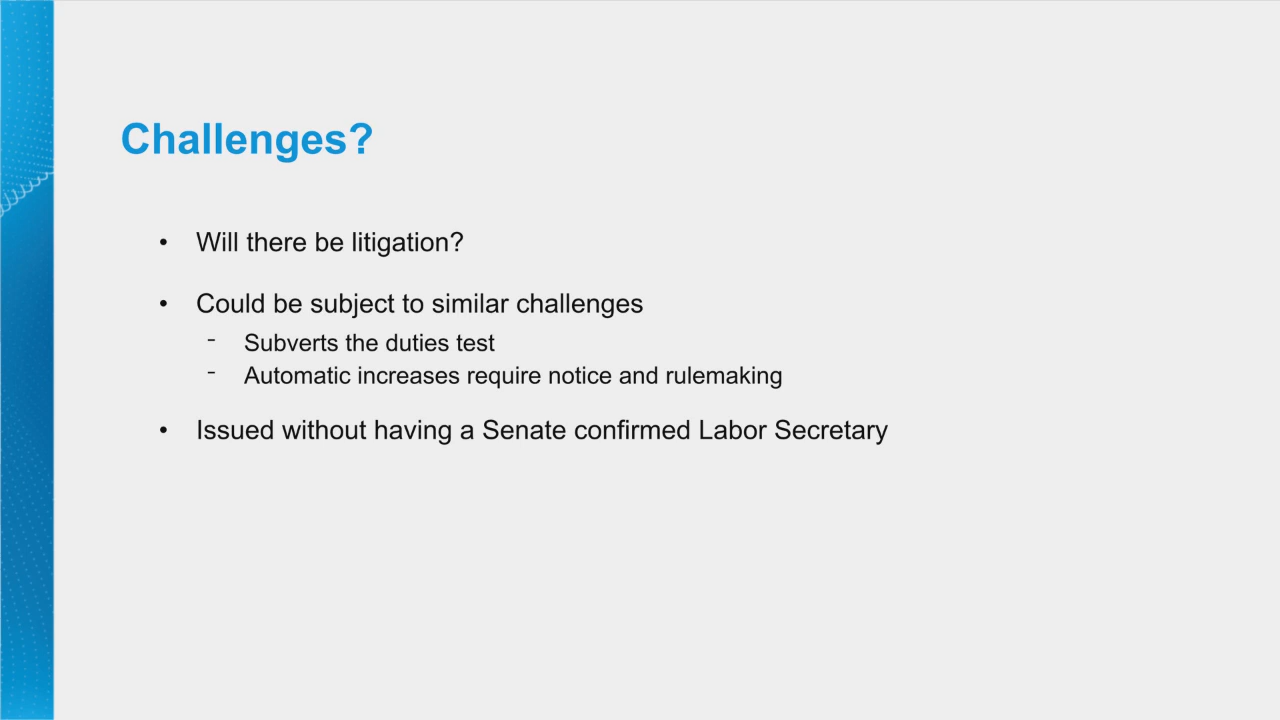 Challenges?
• Will there be litigation?
• Could be subject to similar challenges
- Subverts the duties test
- Automatic increases require notice and rulemaking
• Issued without having a Senate confirmed Labor Secretary